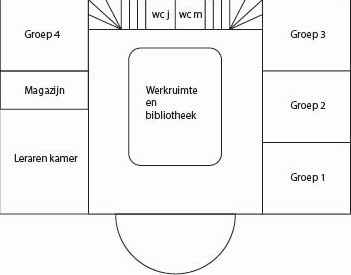 wc j
wc m
Groep 4
Groep 3
Magazijn
Werkruimte
en
bibliotheek
Groep 2
Leraren kamer
Groep 1